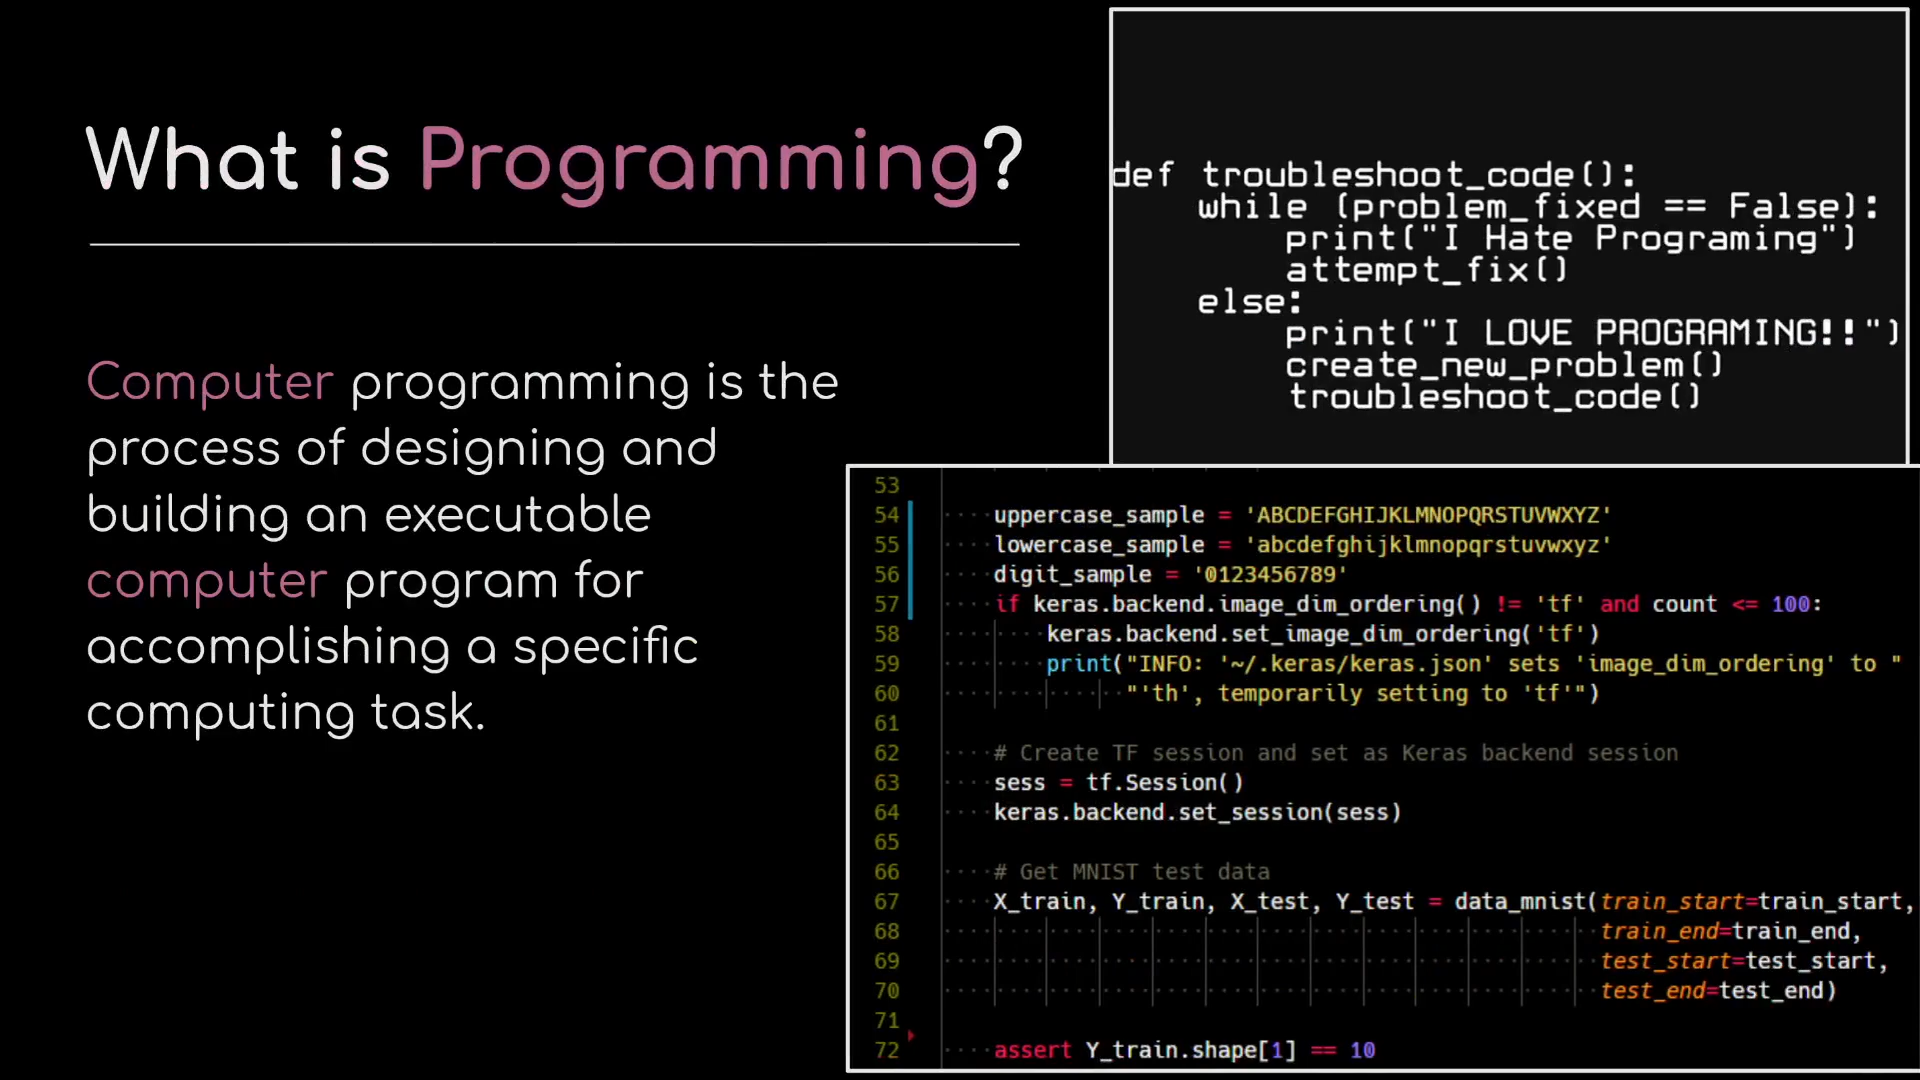 What is Programming?
Computer programming is the
process of designing and
building an executable
computer program for
accomplishing a specific
computing task.
def troubleshoot_code():
while (problem_fixed == False):
print("I Hate Programing")
attempt_fix()
else:
print("I LOVE PROGRAMING!!")
create_new_problem()
troubleshoot_code()
53
54 uppercase_sample = 'ABCDEFGHIJKLMNOPQRSTUVWXYZ'
55 lowercase_sample = 'abcdefghijklmnopqrstuvwxyz'
56 digit_sample = '0123456789'
57 if keras.backend.image_dim_ordering() != 'tf' and count <= 100:
58 keras.backend.set_image_dim_ordering('tf')
59 print("INFO: '~/.keras/keras.json' sets 'image_dim_ordering' to "
60 "'th', temporarily setting to 'tf'")
61
62 # Create TF session and set as Keras backend session
63 sess = tf.Session()
64 keras.backend.set_session(sess)
65
66 # Get MNIST test data
67 X_train, Y_train, X_test, Y_test = data_mnist(train_start=train_start,
68 train_end=train_end,
69 test_start=test_start,
70 test_end=test_end)
71
72 assert Y_train.shape[1] == 10